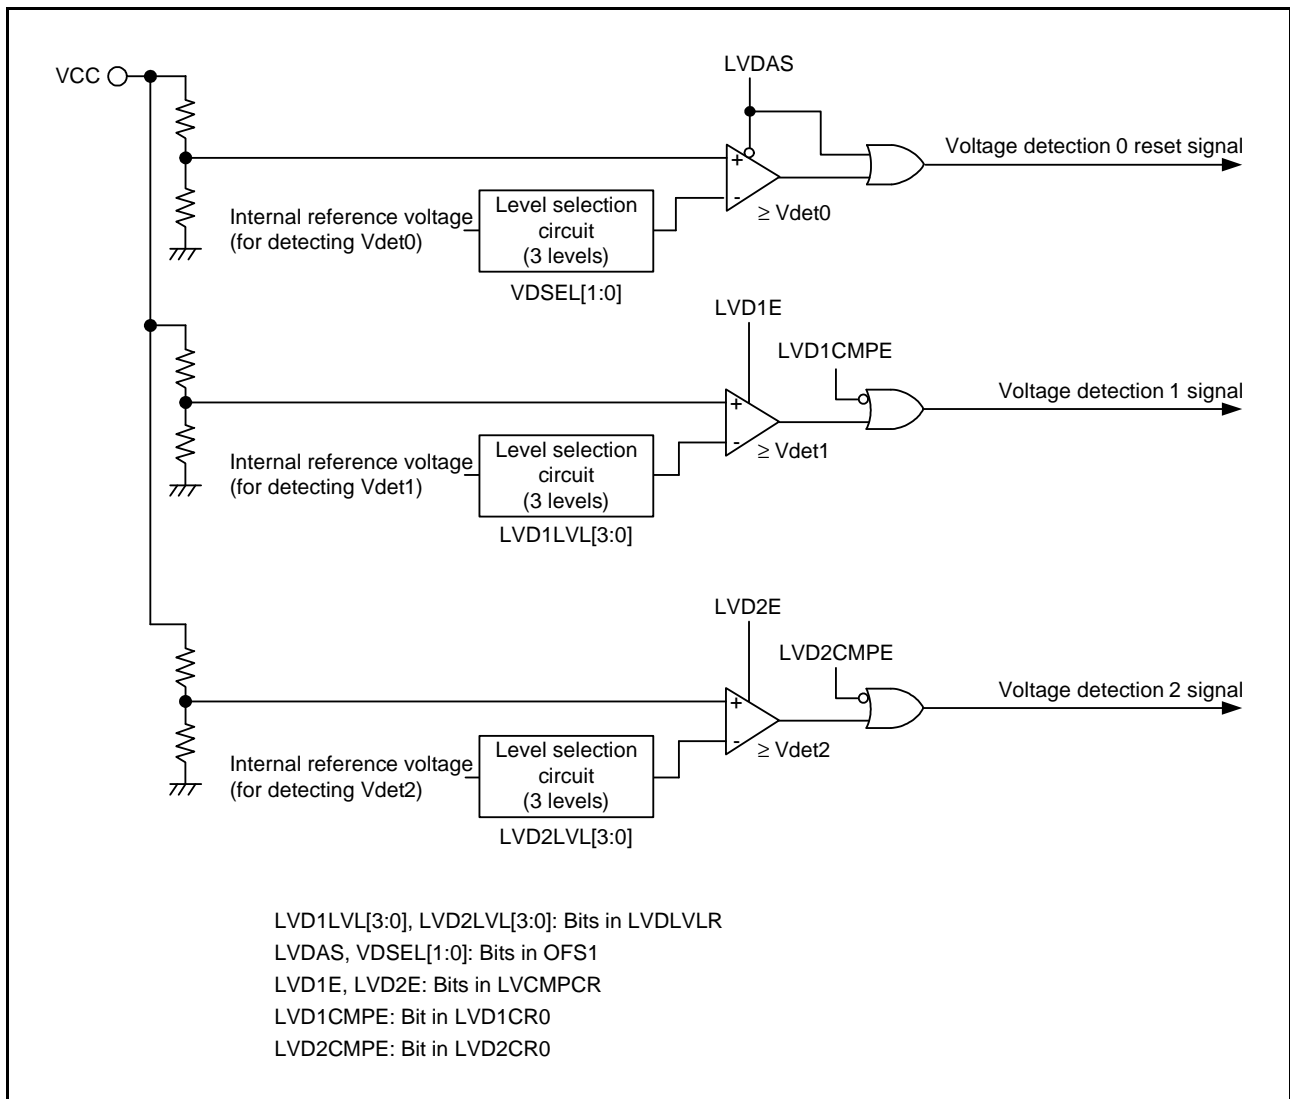 VCC
LVDAS
+
-
≥ Vdet0
Voltage detection 0 reset signal
Internal reference voltage
(for detecting Vdet0)
Level selection
circuit
(3 levels)
VDSEL[1:0]
LVD1E
LVD1CMPE
+
-
≥ Vdet1
Voltage detection 1 signal
Internal reference voltage
(for detecting Vdet1)
Level selection
circuit
(3 levels)
LVD1LVL[3:0]
LVD2E
LVD2CMPE
+
-
≥ Vdet2
Voltage detection 2 signal
Internal reference voltage
(for detecting Vdet2)
Level selection
circuit
(3 levels)
LVD2LVL[3:0]
LVD1LVL[3:0], LVD2LVL[3:0]: Bits in LVDLVLR
LVDAS, VDSEL[1:0]: Bits in OFS1
LVD1E, LVD2E: Bits in LVCMPCR
LVD1CMPE: Bit in LVD1CR0
LVD2CMPE: Bit in LVD2CR0